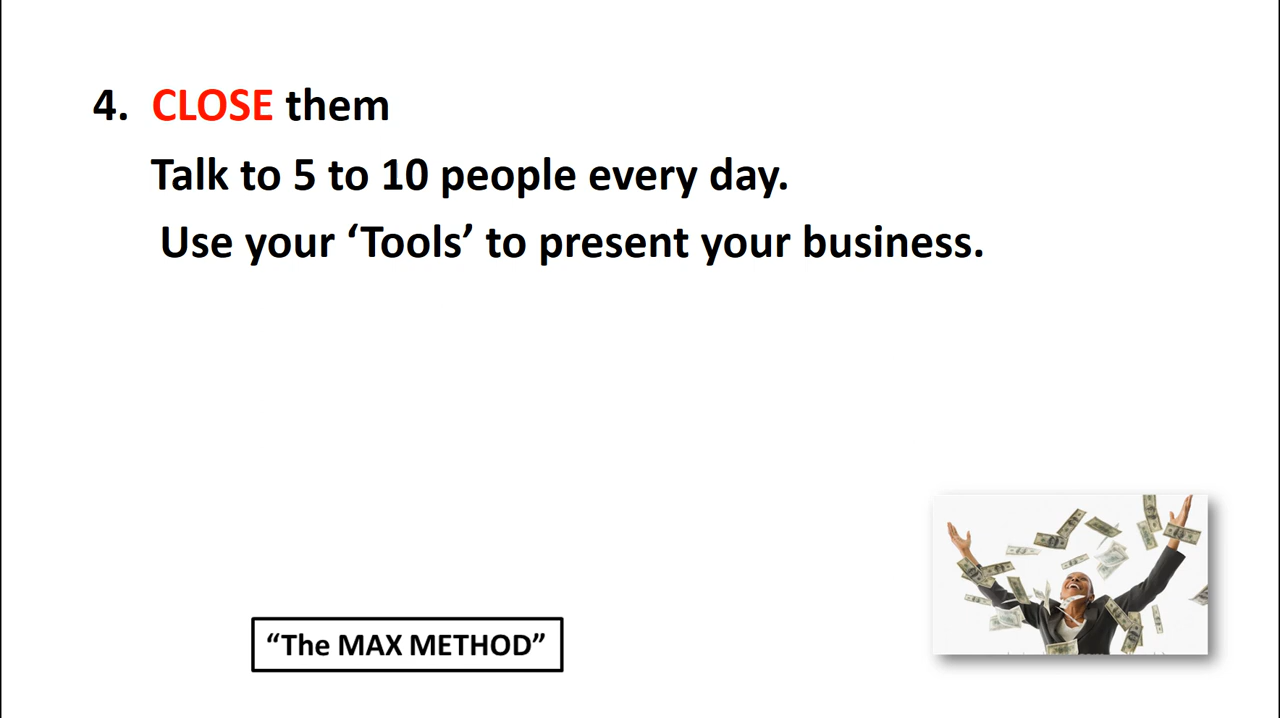 4. CLOSE them
Talk to 5 to 10 people every day.
Use your ‘Tools’ to present your business.
“The MAX METHOD”